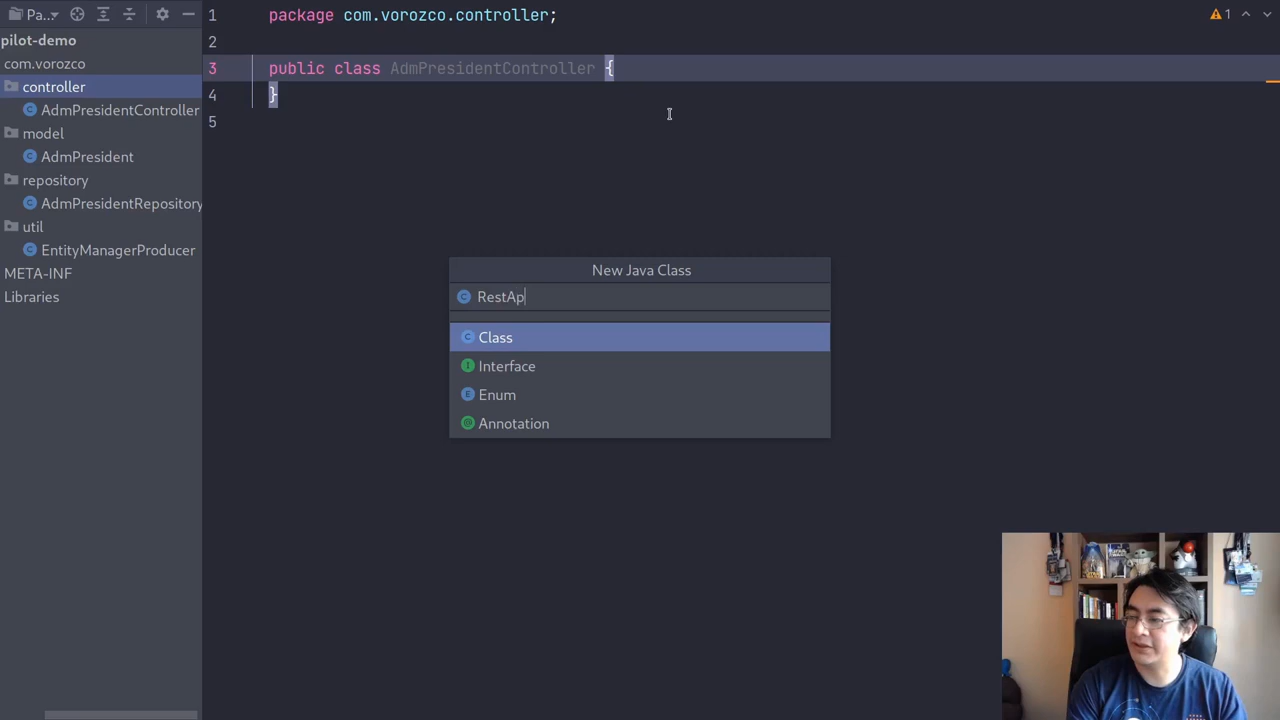 Pa...
1 package com.vorozco.controller;
1
2
3 public class AdmPresidentController {
4 }
5
pilot-demo
com.vorozco
controller
AdmPresidentController
model
AdmPresident
repository
AdmPresidentRepository
util
EntityManagerProducer
META-INF
Libraries
New Java Class
RestAp
Class
Interface
Enum
Annotation